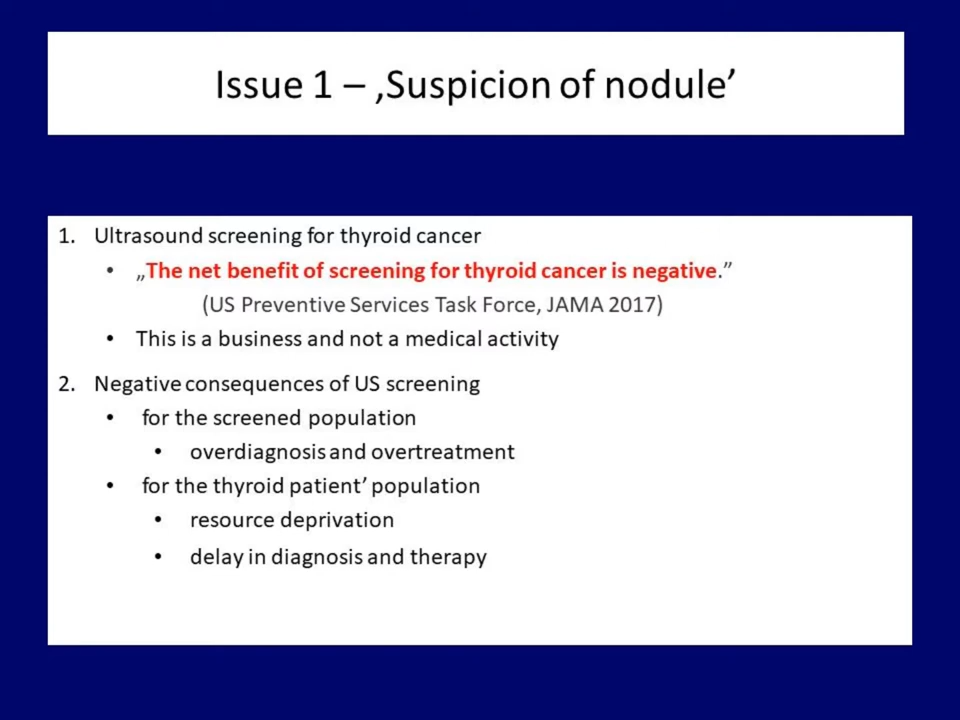 Issue 1 – ‚Suspicion of nodule’
1. Ultrasound screening for thyroid cancer
• „The net benefit of screening for thyroid cancer is negative.”
(US Preventive Services Task Force, JAMA 2017)
• This is a business and not a medical activity
2. Negative consequences of US screening
• for the screened population
• overdiagnosis and overtreatment
• for the thyroid patient’ population
• resource deprivation
• delay in diagnosis and therapy